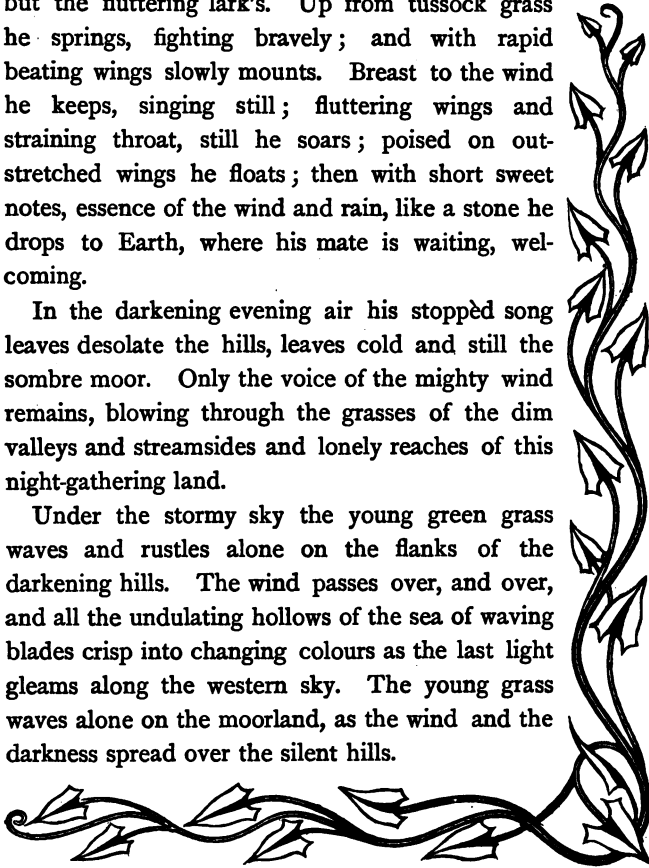 but the fluttering lark's. Up from tussock grass
he springs, fighting bravely; and with rapid
beating wings slowly mounts. Breast to the wind
he keeps, singing still; fluttering wings and
straining throat, still he soars; poised on out-
stretched wings he floats; then with short sweet
notes, essence of the wind and rain, like a stone he
drops to Earth, where his mate is waiting, wel-
coming.
In the darkening evening air his stoppèd song
leaves desolate the hills, leaves cold and still the
sombre moor. Only the voice of the mighty wind
remains, blowing through the grasses of the dim
valleys and streamsides and lonely reaches of this
night-gathering land.
Under the stormy sky the young green grass
waves and rustles alone on the flanks of the
darkening hills. The wind passes over, and over,
and all the undulating hollows of the sea of waving
blades crisp into changing colours as the last light
gleams along the western sky. The young grass
waves alone on the moorland, as the wind and the
darkness spread over the silent hills.